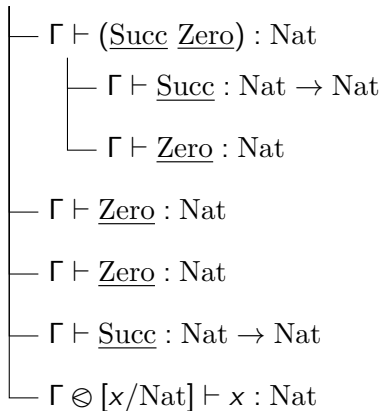 Γ ⊢ (Succ Zero) : Nat
Γ ⊢ Succ : Nat → Nat
Γ ⊢ Zero : Nat
Γ ⊢ Zero : Nat
Γ ⊢ Zero : Nat
Γ ⊢ Succ : Nat → Nat
Γ ⧀ [x/Nat] ⊢ x : Nat